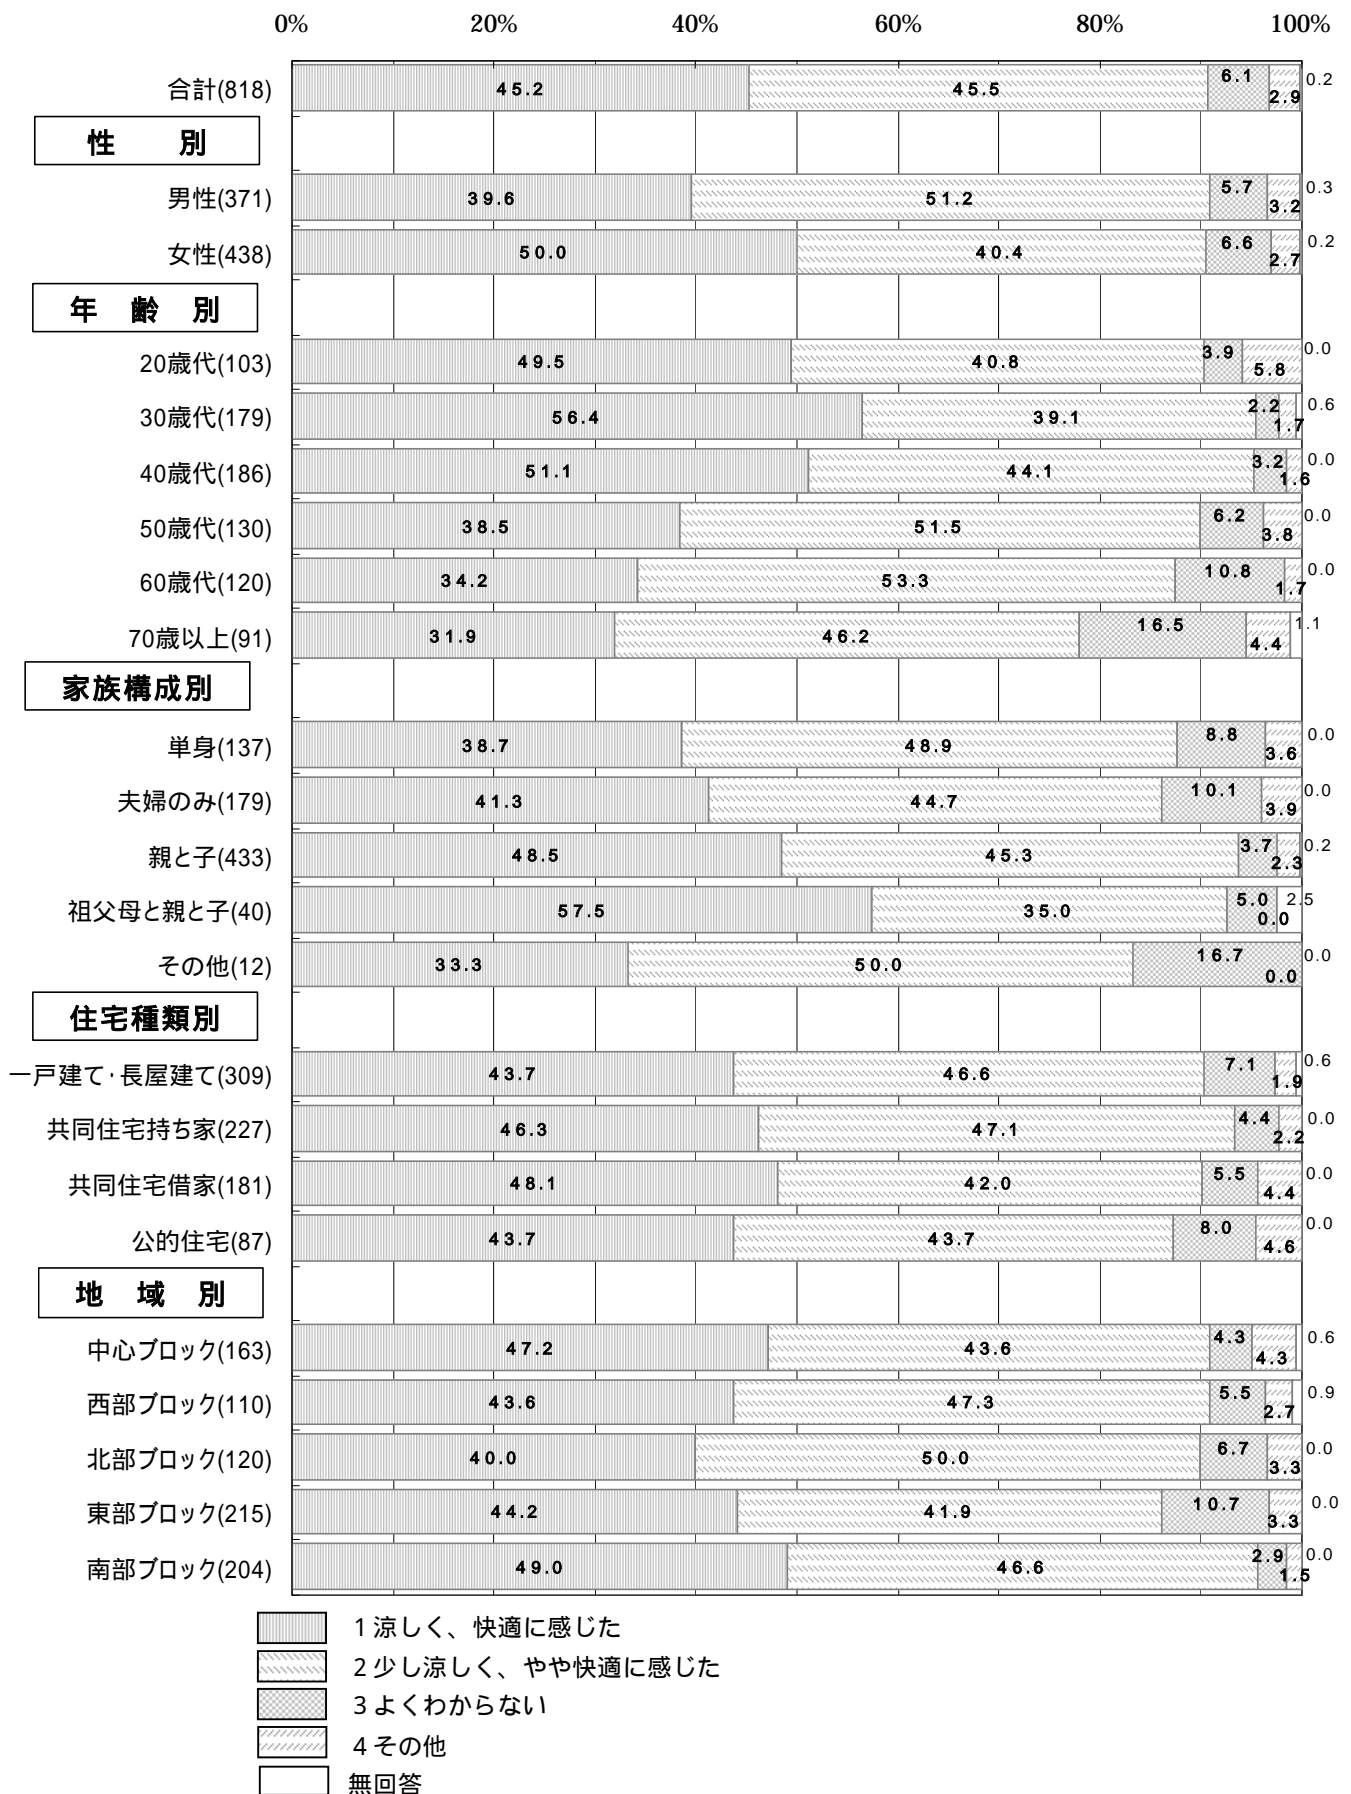 0% 20% 40% 60% 80% 100%
合計(818) 45.2 45.5 6.1 2.9 0.2
性 別
男性(371) 39.6 51.2 5.7 3.2 0.3
女性(438) 50.0 40.4 6.6 2.7 0.2
年 齢 別
20歳代(103) 49.5 40.8 3.9 5.8 0.0
30歳代(179) 56.4 39.1 2.2 1.7 0.6
40歳代(186) 51.1 44.1 3.2 1.6 0.0
50歳代(130) 38.5 51.5 6.2 3.8 0.0
60歳代(120) 34.2 53.3 10.8 1.7 0.0
70歳以上(91) 31.9 46.2 16.5 4.4 1.1
家族構成別
単身(137) 38.7 48.9 8.8 3.6 0.0
夫婦のみ(179) 41.3 44.7 10.1 3.9 0.0
親と子(433) 48.5 45.3 3.7 2.3 0.2
祖父母と親と子(40) 57.5 35.0 5.0 0.0 2.5
その他(12) 33.3 50.0 16.7 0.0 0.0
住宅種類別
一戸建て・長屋建て(309) 43.7 46.6 7.1 1.9 0.6
共同住宅持ち家(227) 46.3 47.1 4.4 2.2 0.0
共同住宅借家(181) 48.1 42.0 5.5 4.4 0.0
公的住宅(87) 43.7 43.7 8.0 4.6 0.0
地 域 別
中心ブロック(163) 47.2 43.6 4.3 4.3 0.6
西部ブロック(110) 43.6 47.3 5.5 2.7 0.9
北部ブロック(120) 40.0 50.0 6.7 3.3 0.0
東部ブロック(215) 44.2 41.9 10.7 3.3 0.0
南部ブロック(204) 49.0 46.6 2.9 1.5 0.0
1 涼しく、快適に感じた
2 少し涼しく、やや快適に感じた
3 よくわからない
4 その他
無回答